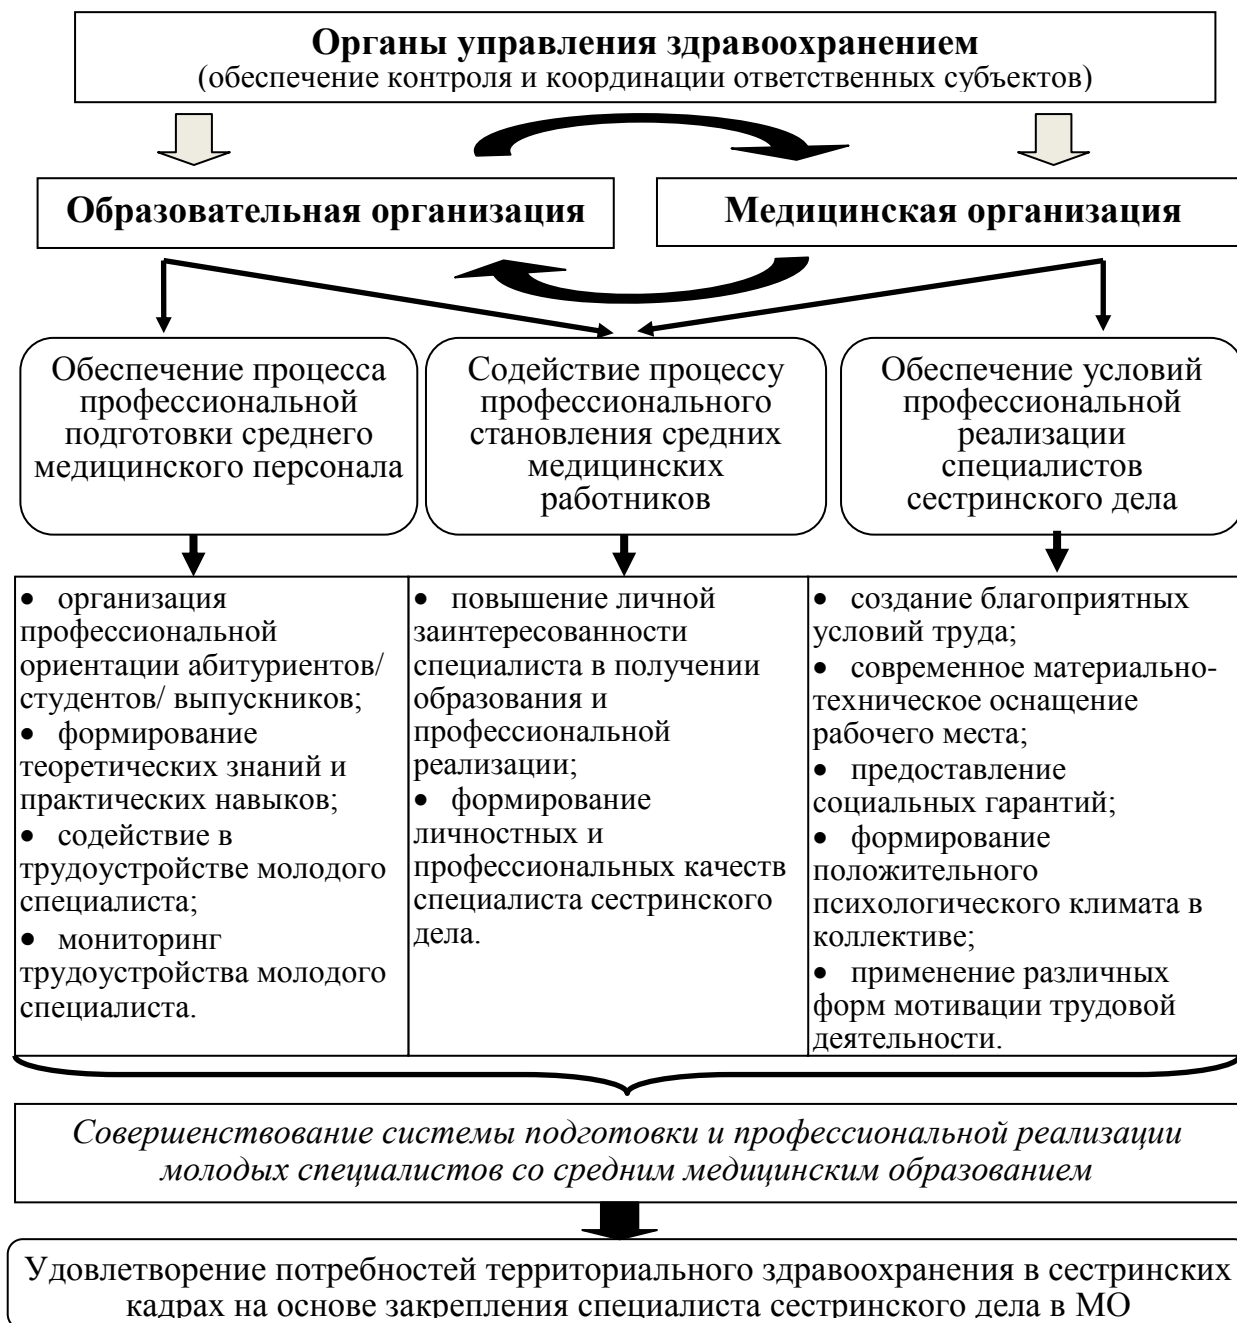 Органы управления здравоохранением
(обеспечение контроля и координации ответственных субъектов)
Образовательная организация
Медицинская организация
Обеспечение процесса
профессиональной
подготовки среднего
медицинского персонала
Содействие процессу
профессионального
становления средних
медицинских
работников
Обеспечение условий
профессиональной
реализации
специалистов
сестринского дела
• организация
профессиональной
ориентации абитуриентов/
студентов/ выпускников;
• формирование
теоретических знаний и
практических навыков;
• содействие в
трудоустройстве молодого
специалиста;
• мониторинг
трудоустройства молодого
специалиста.
• повышение личной
заинтересованности
специалиста в получении
образования и
профессиональной
реализации;
• формирование
личностных и
профессиональных качеств
специалиста сестринского
дела.
• создание благоприятных
условий труда;
• современное материально-
техническое оснащение
рабочего места;
• предоставление
социальных гарантий;
• формирование
положительного
психологического климата в
коллективе;
• применение различных
форм мотивации трудовой
деятельности.
Совершенствование системы подготовки и профессиональной реализации
молодых специалистов со средним медицинским образованием
Удовлетворение потребностей территориального здравоохранения в сестринских
кадрах на основе закрепления специалиста сестринского дела в МО